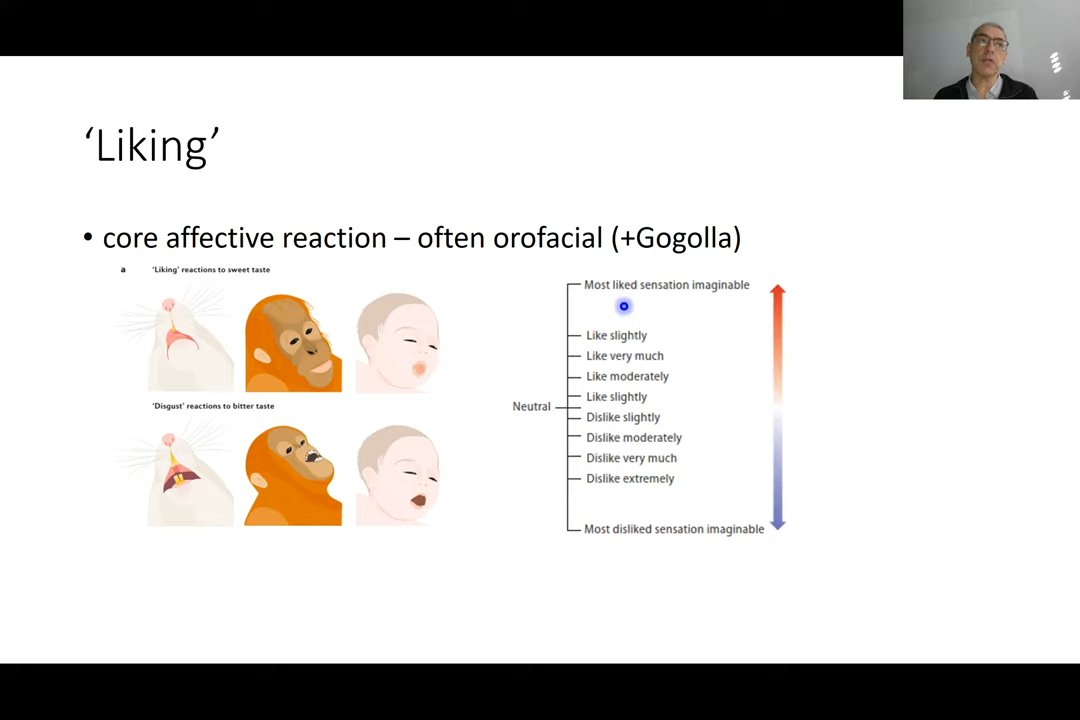 ‘Liking’
• core affective reaction – often orofacial (+Gogolla)
a ‘Liking’ reactions to sweet taste
‘Disgust’ reactions to bitter taste
Most liked sensation imaginable
Like slightly
Like very much
Like moderately
Like slightly
Neutral
Dislike slightly
Dislike moderately
Dislike very much
Dislike extremely
Most disliked sensation imaginable